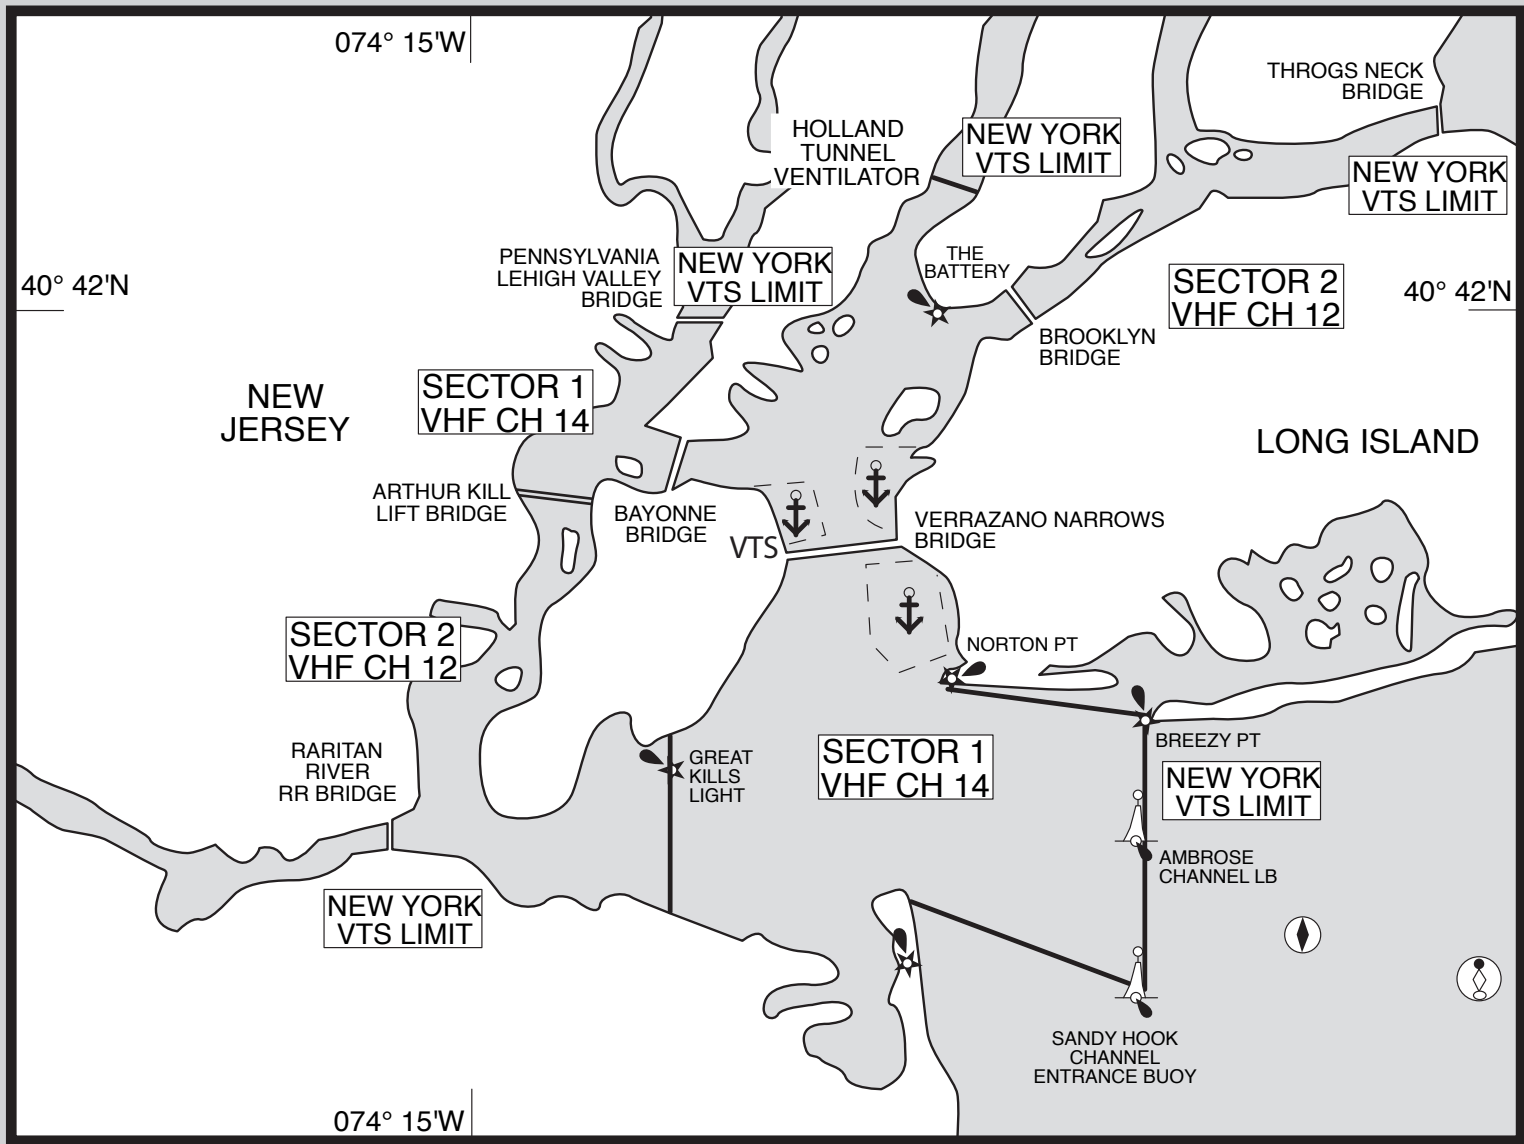 074° 15'W
THROGS NECK
BRIDGE
HOLLAND
TUNNEL
VENTILATOR
NEW YORK
VTS LIMIT
NEW YORK
VTS LIMIT
PENNSYLVANIA
LEHIGH VALLEY
BRIDGE
NEW YORK
VTS LIMIT
THE
BATTERY
40° 42'N
SECTOR 2
VHF CH 12
40° 42'N
BROOKLYN
BRIDGE
NEW
JERSEY
SECTOR 1
VHF CH 14
LONG ISLAND
ARTHUR KILL
LIFT BRIDGE
BAYONNE
BRIDGE
VTS
VERRAZANO NARROWS
BRIDGE
SECTOR 2
VHF CH 12
NORTON PT
RARITAN
RIVER
RR BRIDGE
GREAT
KILLS
LIGHT
SECTOR 1
VHF CH 14
BREEZY PT
NEW YORK
VTS LIMIT
AMBROSE
CHANNEL LB
NEW YORK
VTS LIMIT
SANDY HOOK
CHANNEL
ENTRANCE BUOY
074° 15'W